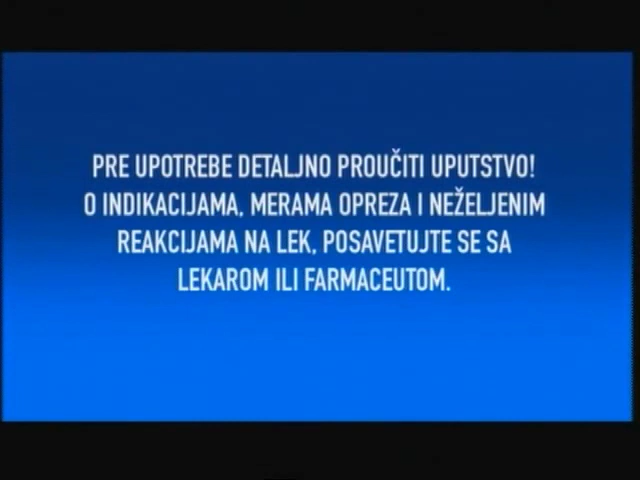 PRE UPOTREBE DETALJNO PROUČITI UPUTSTVO!
O INDIKACIJAMA, MERAMA OPREZA I NEŽELJENIM
REAKCIJAMA NA LEK, POSAVETUJTE SE SA
LEKAROM ILI FARMACEUTOM.